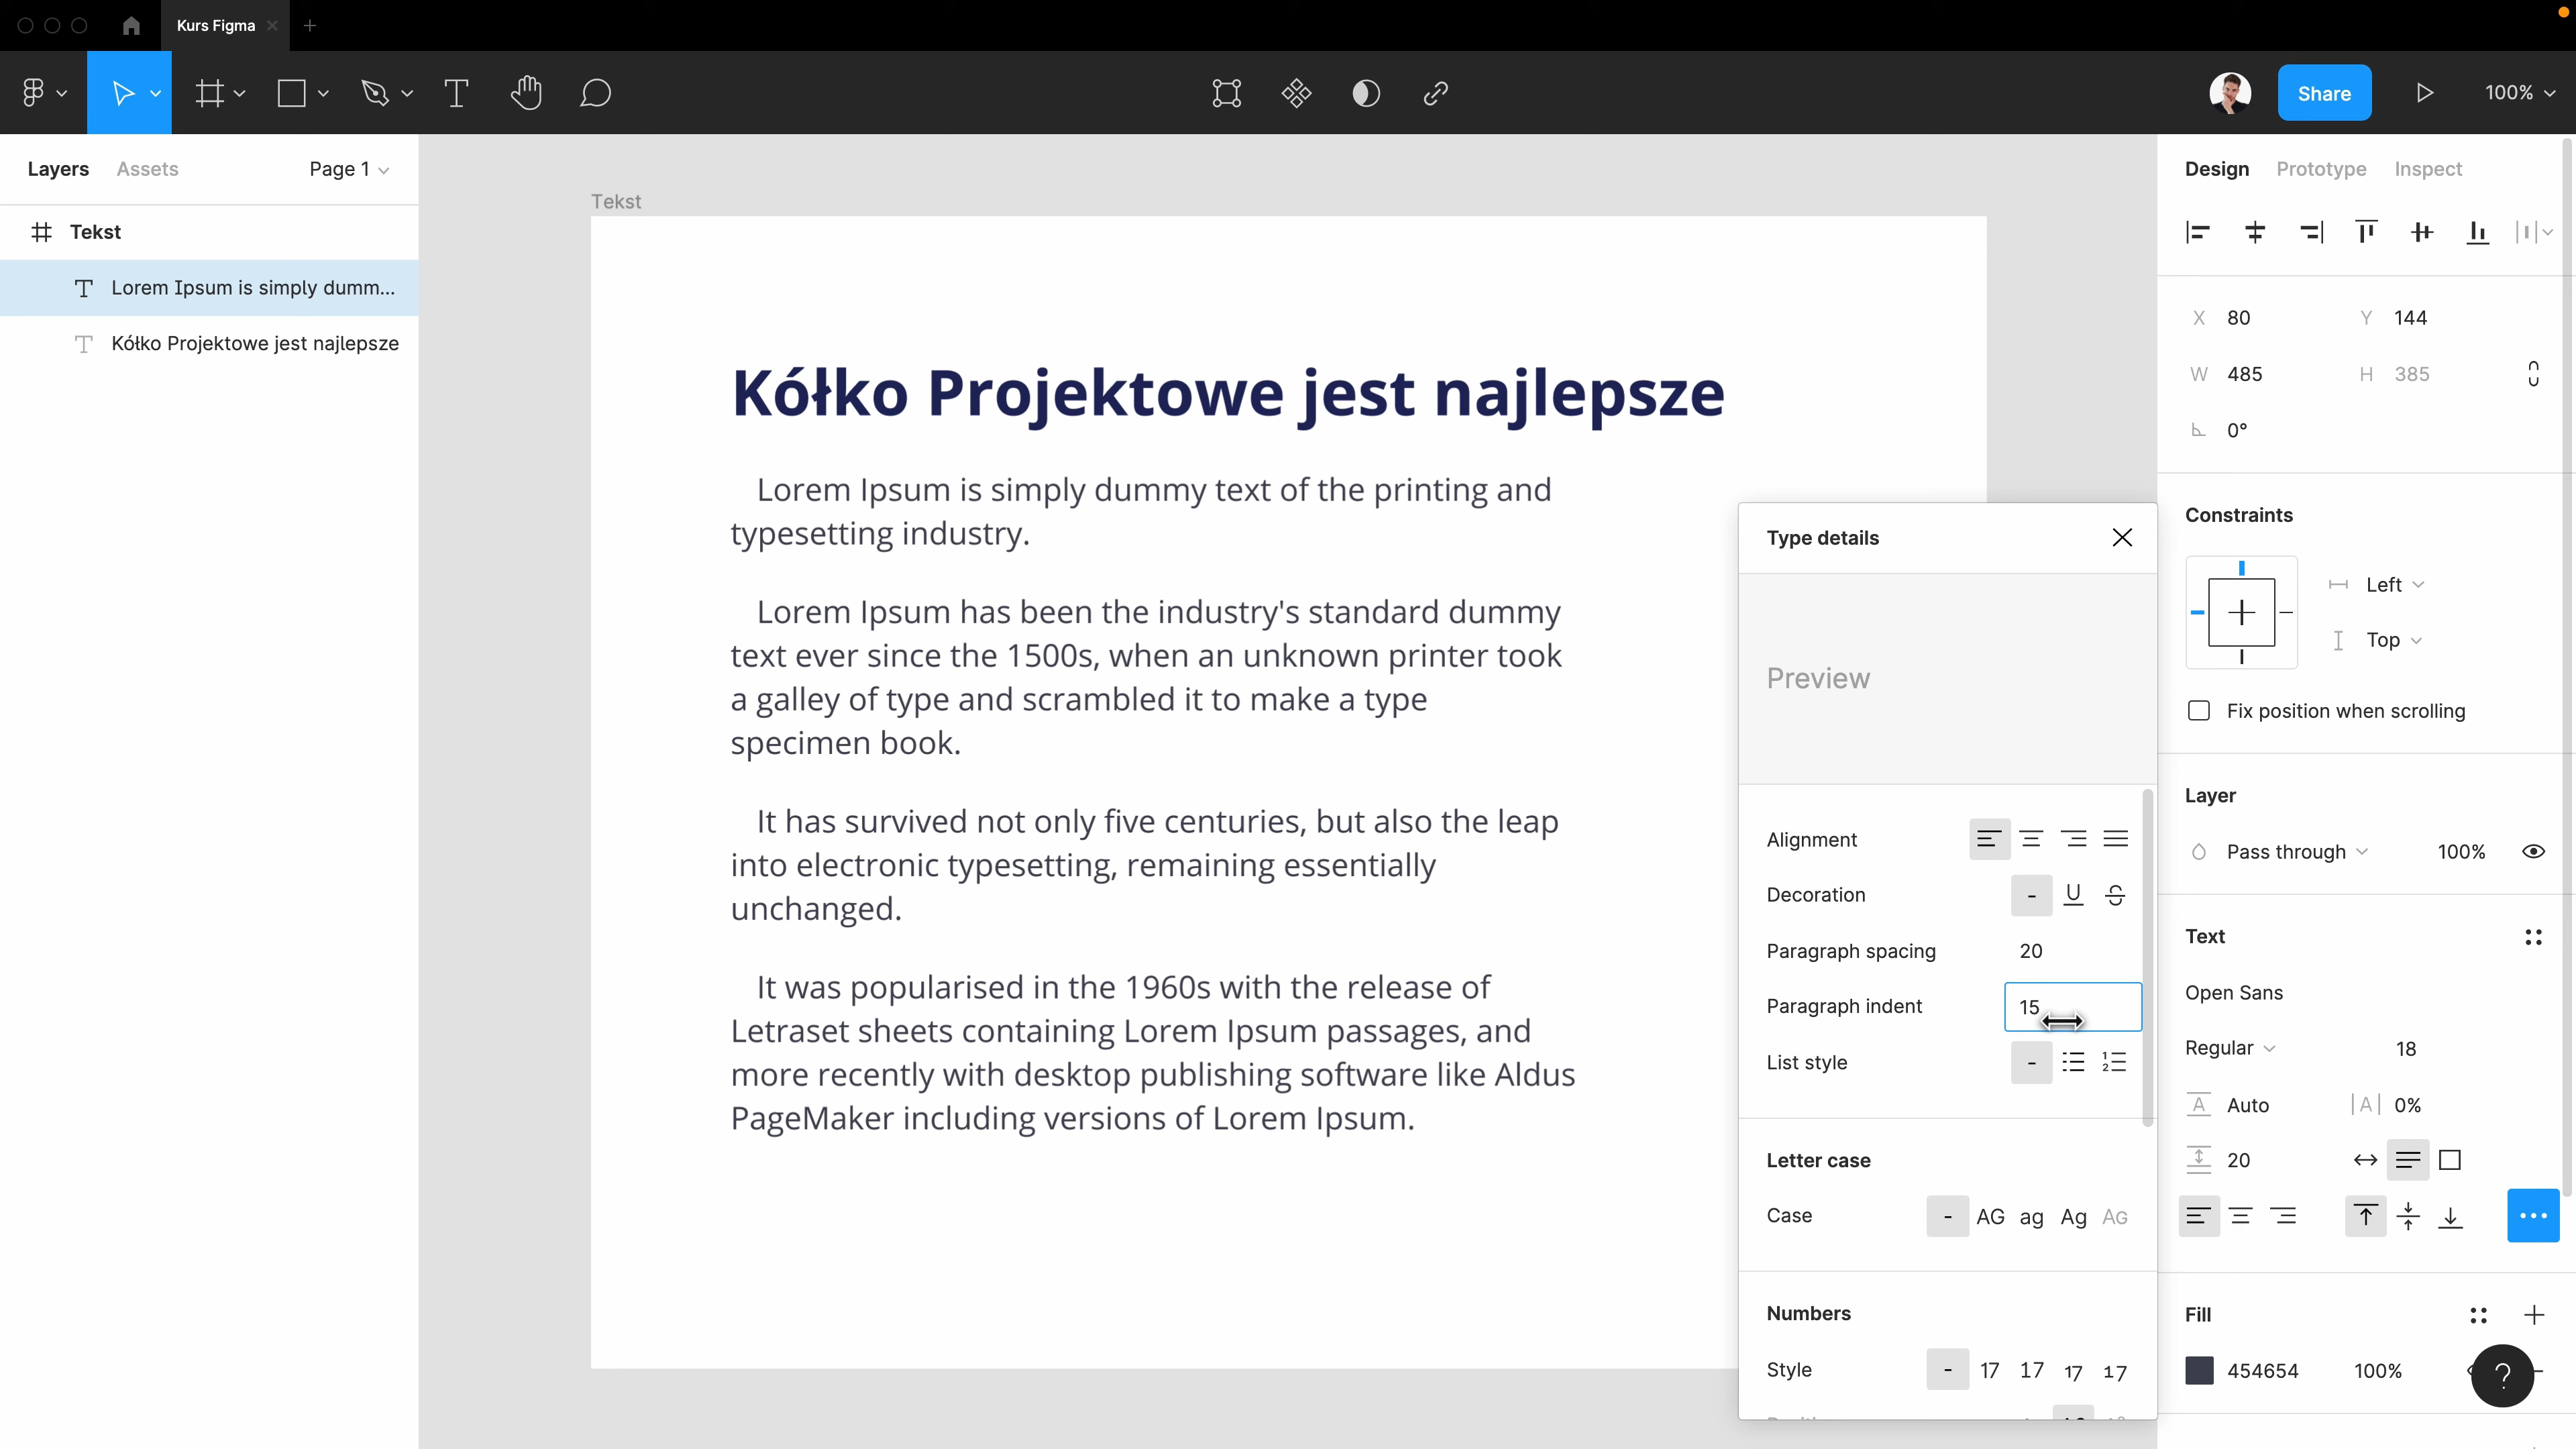 Kurs Figma
Share
100%
Layers
Assets
Page 1
Tekst
Lorem Ipsum is simply dumm...
Kółko Projektowe jest najlepsze
Tekst
Kółko Projektowe jest najlepsze
Lorem Ipsum is simply dummy text of the printing and
typesetting industry.
Lorem Ipsum has been the industry's standard dummy
text ever since the 1500s, when an unknown printer took
a galley of type and scrambled it to make a type
specimen book.
It has survived not only five centuries, but also the leap
into electronic typesetting, remaining essentially
unchanged.
It was popularised in the 1960s with the release of
Letraset sheets containing Lorem Ipsum passages, and
more recently with desktop publishing software like Aldus
PageMaker including versions of Lorem Ipsum.
Type details
Preview
Alignment
Decoration - U S
Paragraph spacing 20
Paragraph indent 15
List style -
Letter case
Case - AG ag Ag AG
Numbers
Style - 17 17 17 17
Design Prototype Inspect
X 80 Y 144
W 485 H 385
0°
Constraints
Left
Top
Fix position when scrolling
Layer
Pass through 100%
Text
Open Sans
Regular 18
A Auto |A| 0%
20
Fill
454654 100%
?